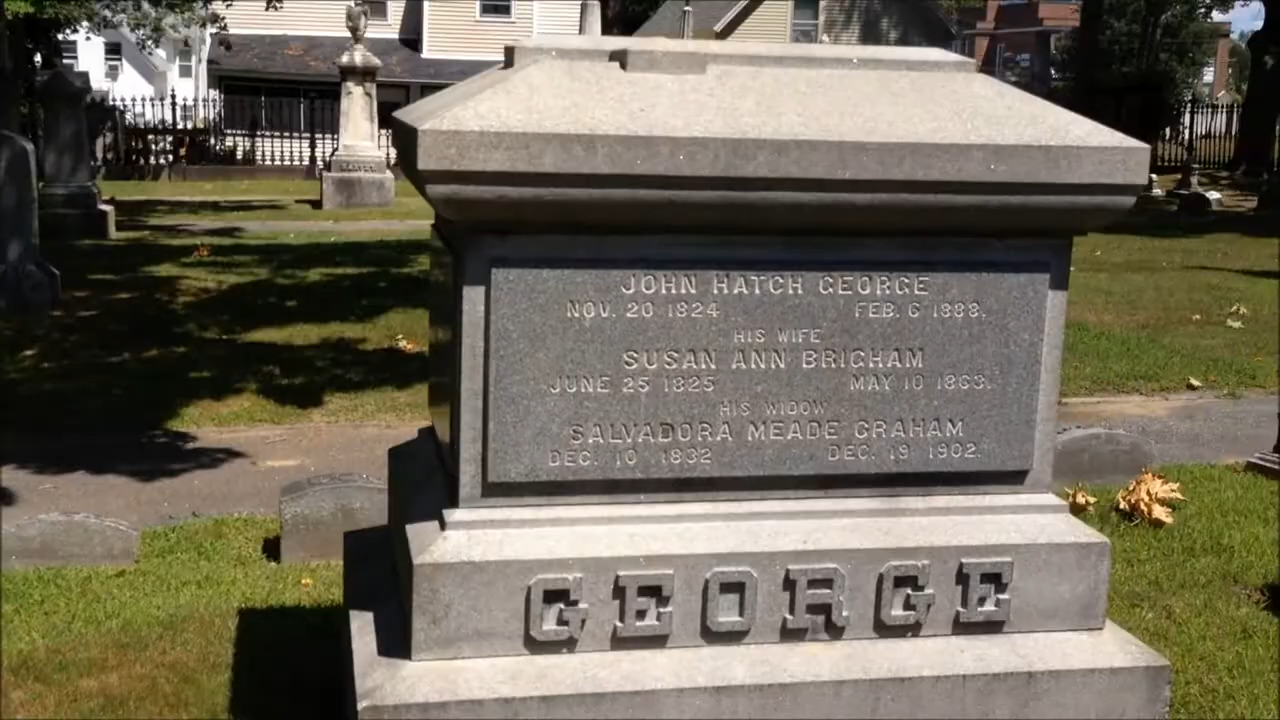 JOHN HATCH GEORGE
NOV. 20 1824 FEB. 6 1888.
HIS WIFE
SUSAN ANN BRIGHAM
JUNE 25 1825 MAY 10 1863.
HIS WIDOW
SALVADORA MEADE GRAHAM
DEC. 10 1832 DEC. 19 1902.
GEORGE